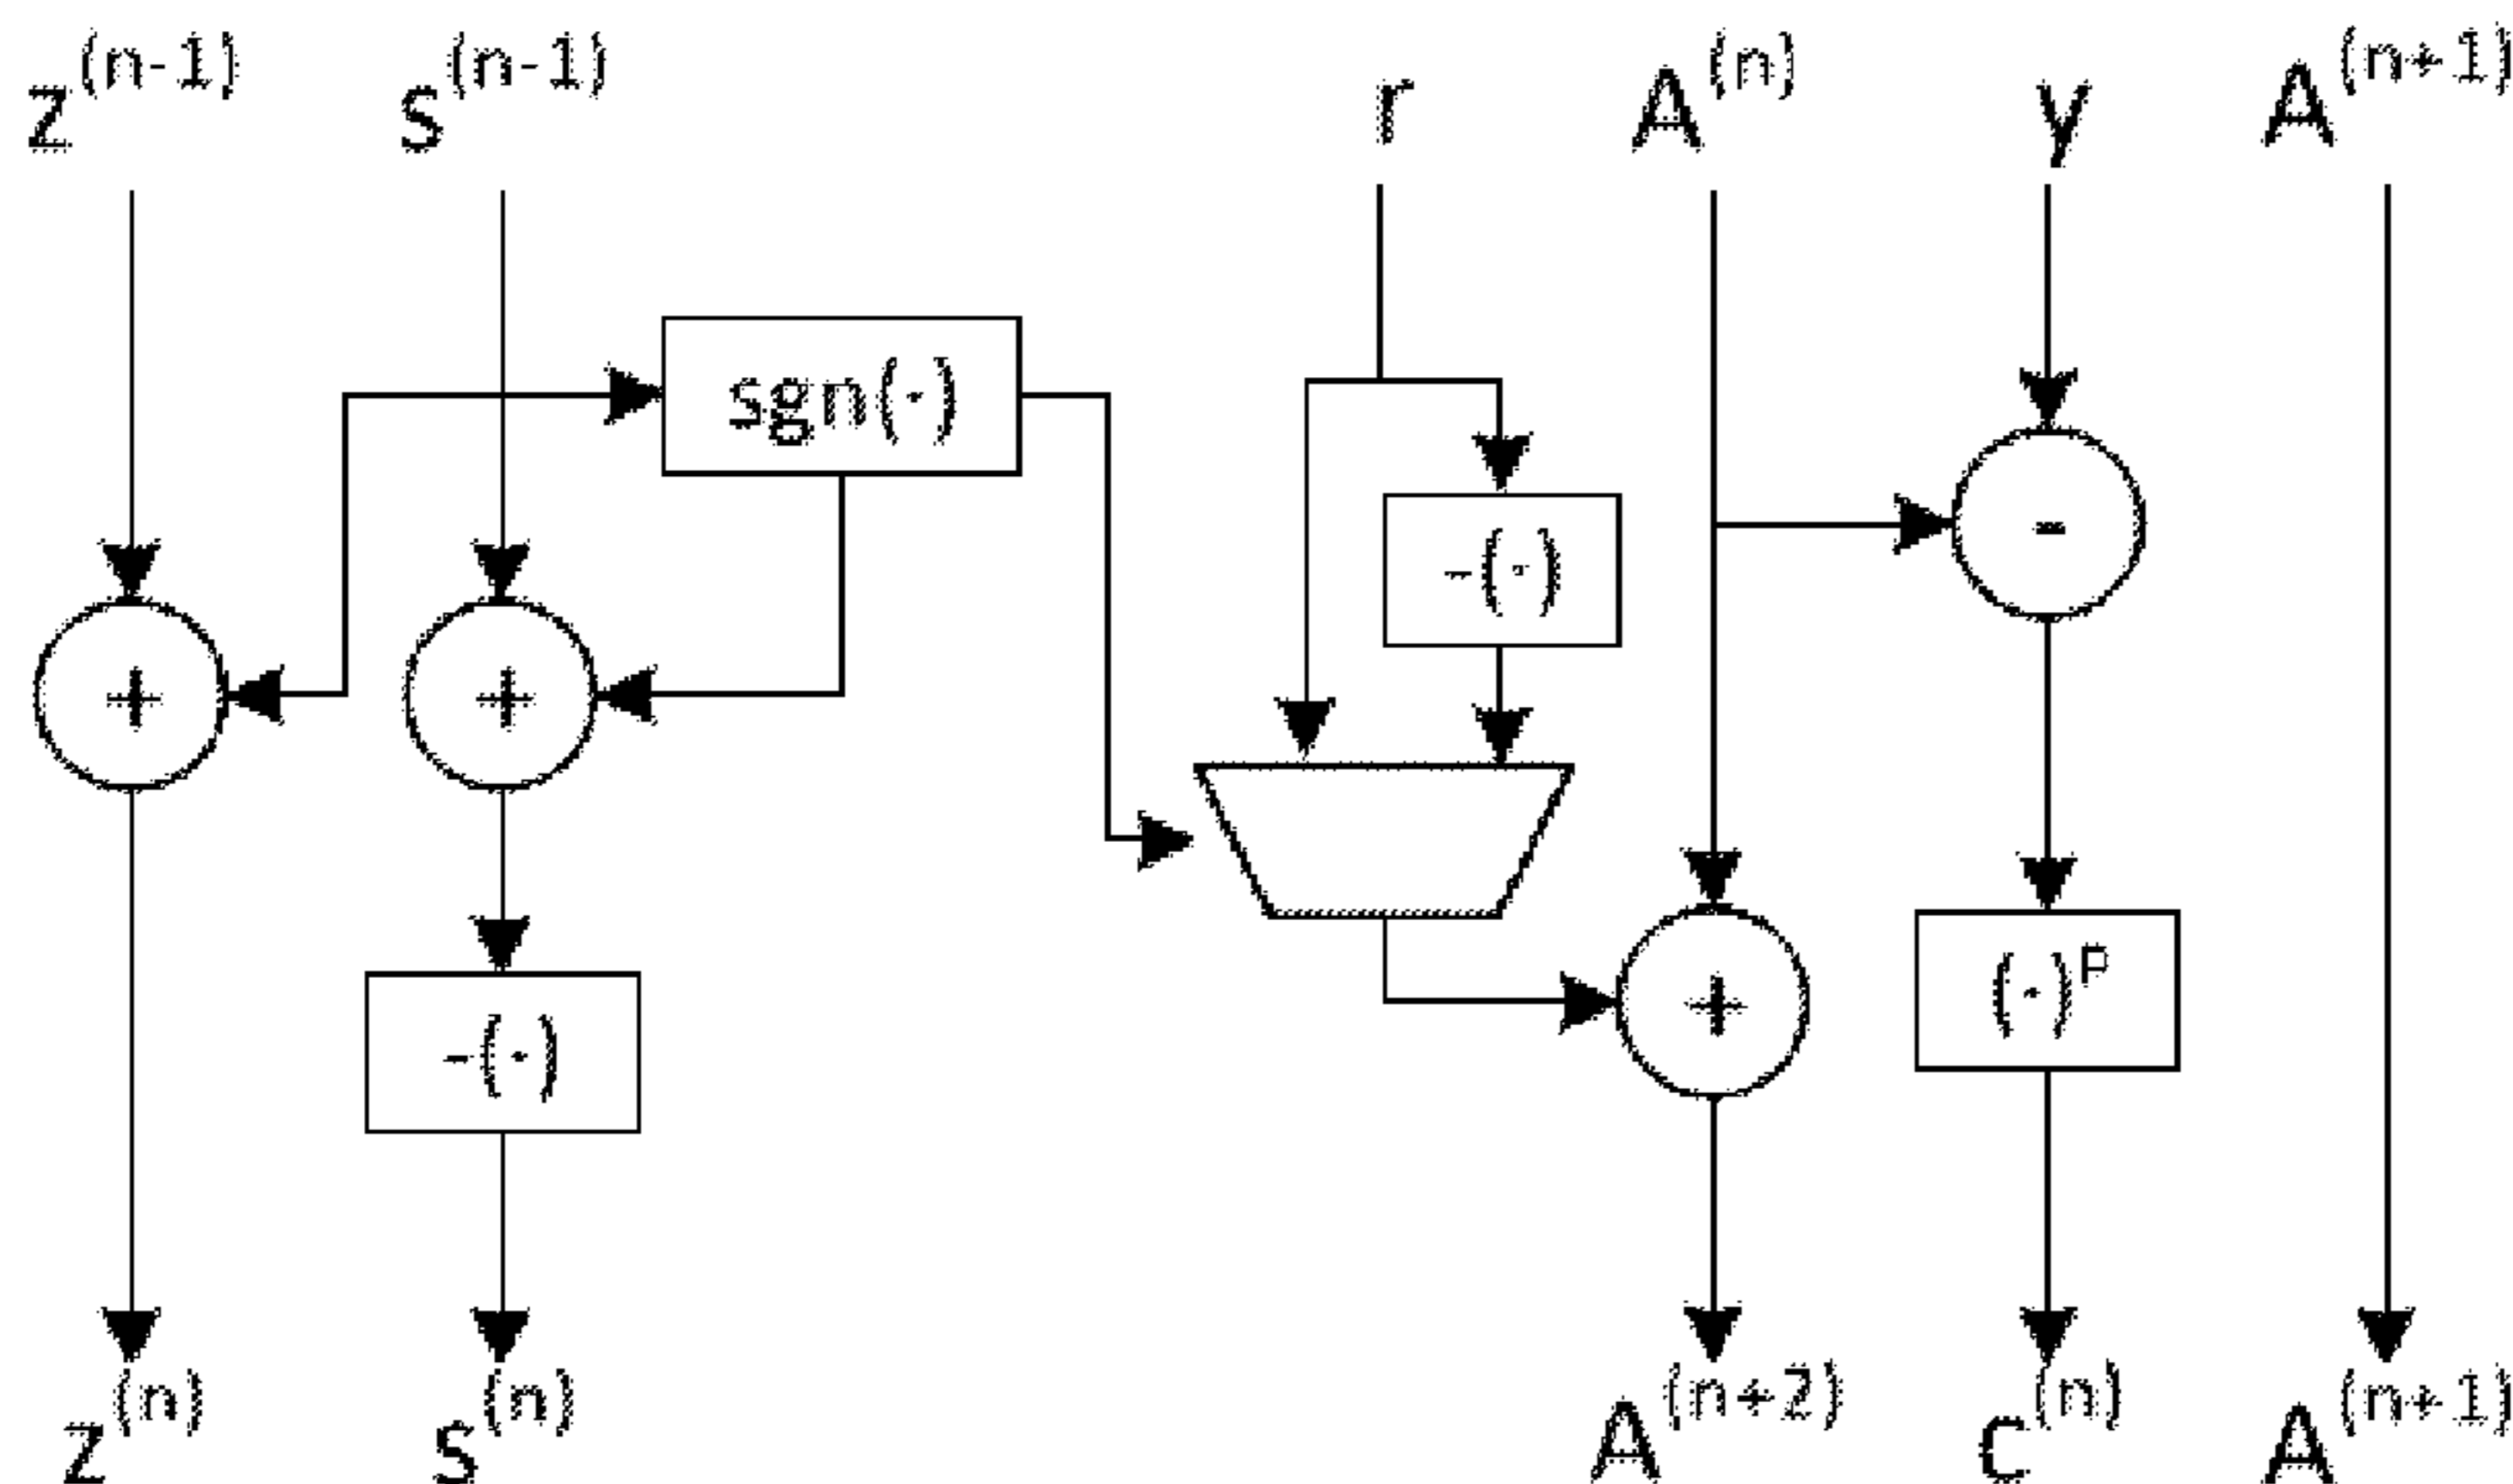 z(n-1) s(n-1) r A(n) y A(n+1)
sgn(·)
-(·) -
+ +
(·)P
+
-(·)
z(n) s(n) A(n+2) C(n) A(n+1)